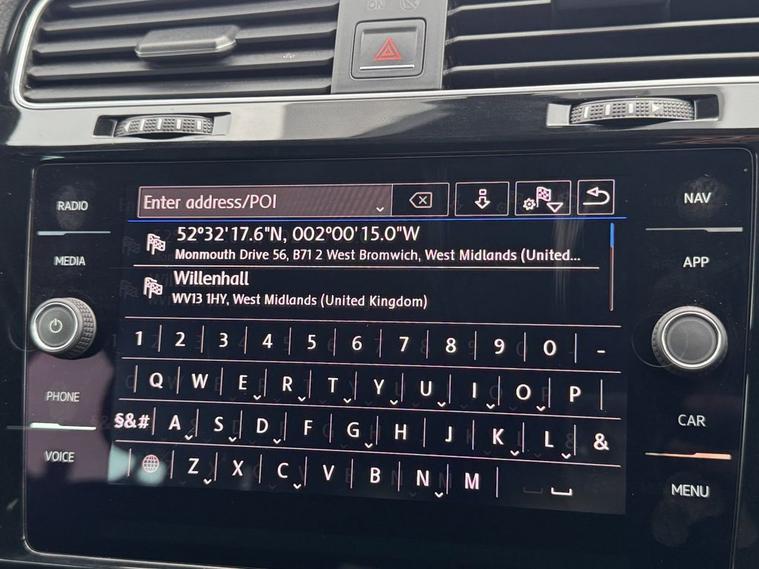 ON
RADIO
MEDIA
PHONE
VOICE
Enter address/POI
52°32'17.6"N, 002°00'15.0"W
Monmouth Drive 56, B71 2 West Bromwich, West Midlands (United...
Willenhall
WV13 1HY, West Midlands (United Kingdom)
1 2 3 4 5 6 7 8 9 0 -
Q W E R T Y U I O P
§&# A S D F G H J K L &
Z X C V B N M
NAV
APP
CAR
MENU